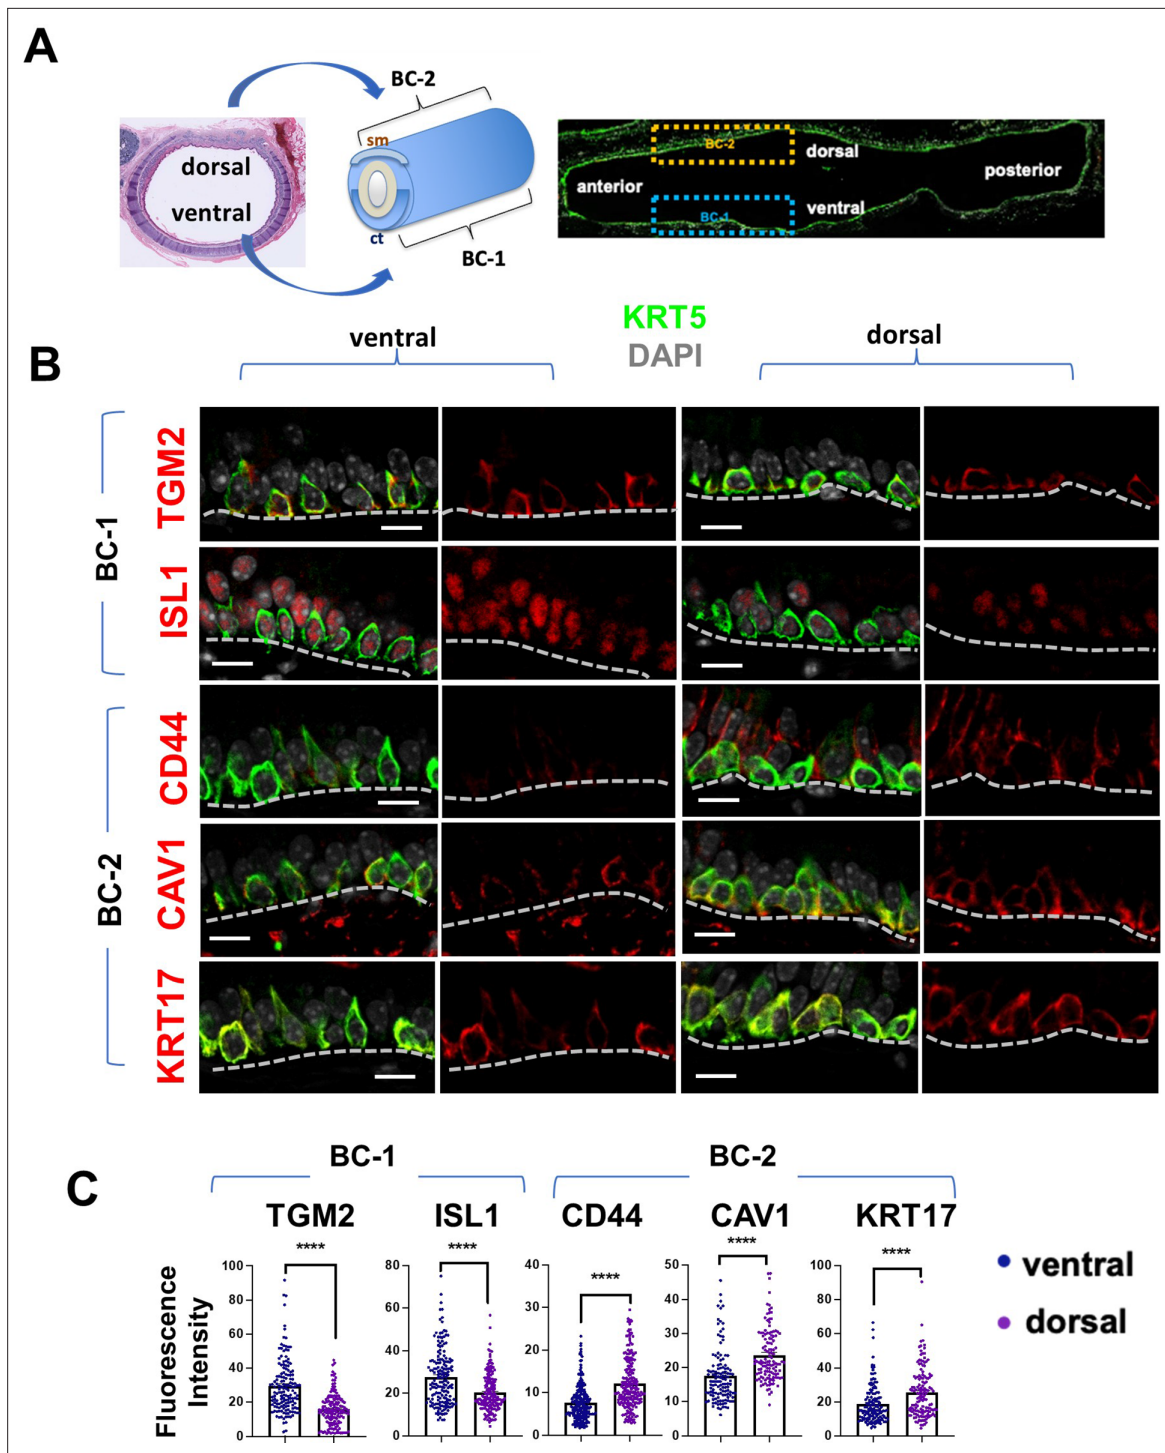 A
dorsal
ventral
BC-2
sm
ct
BC-1
BC-2
dorsal
anterior
posterior
BC-1
ventral
KRT5
DAPI
ventral
dorsal
B
BC-1
TGM2
ISL1
BC-2
CD44
CAV1
KRT17
C
BC-1
BC-2
TGM2
ISL1
CD44
CAV1
KRT17
Fluorescence
Intensity
**** **** **** **** ****
100
80
60
40
20
0
80
60
40
20
0
40
30
20
10
0
50
40
30
20
10
0
100
80
60
40
20
0
ventral
dorsal